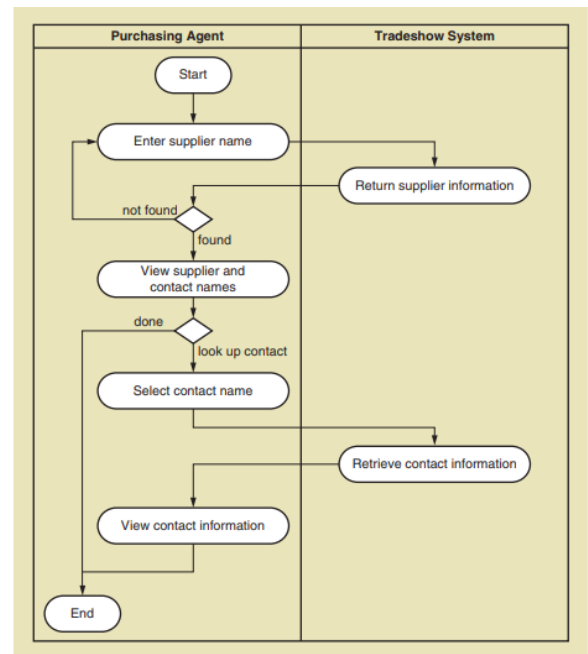 Purchasing Agent
Tradeshow System
Start
Enter supplier name
Return supplier information
not found
found
View supplier and
contact names
done
look up contact
Select contact name
Retrieve contact information
View contact information
End